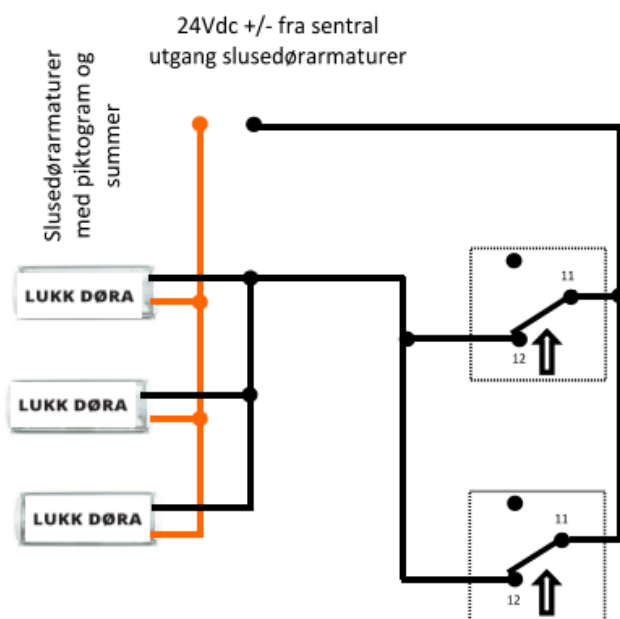 24Vdc +/- fra sentral
utgang slusedørarmaturer
Slusedørarmaturer
med piktogram og
summer
LUKK DØRA
LUKK DØRA
LUKK DØRA
11
12
11
12